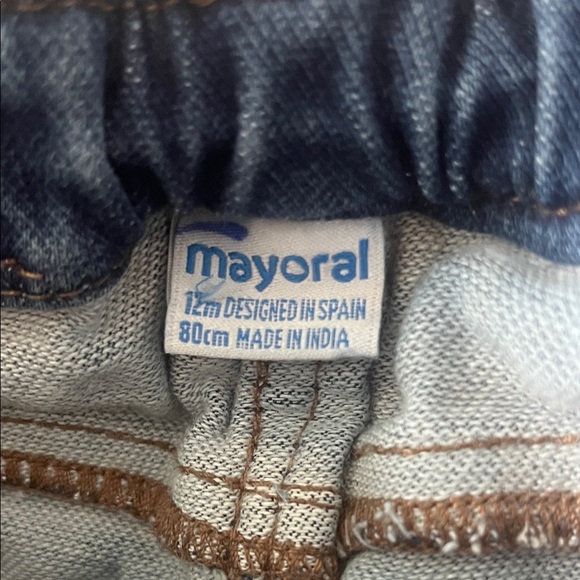 mayoral
12m DESIGNED IN SPAIN
80cm MADE IN INDIA